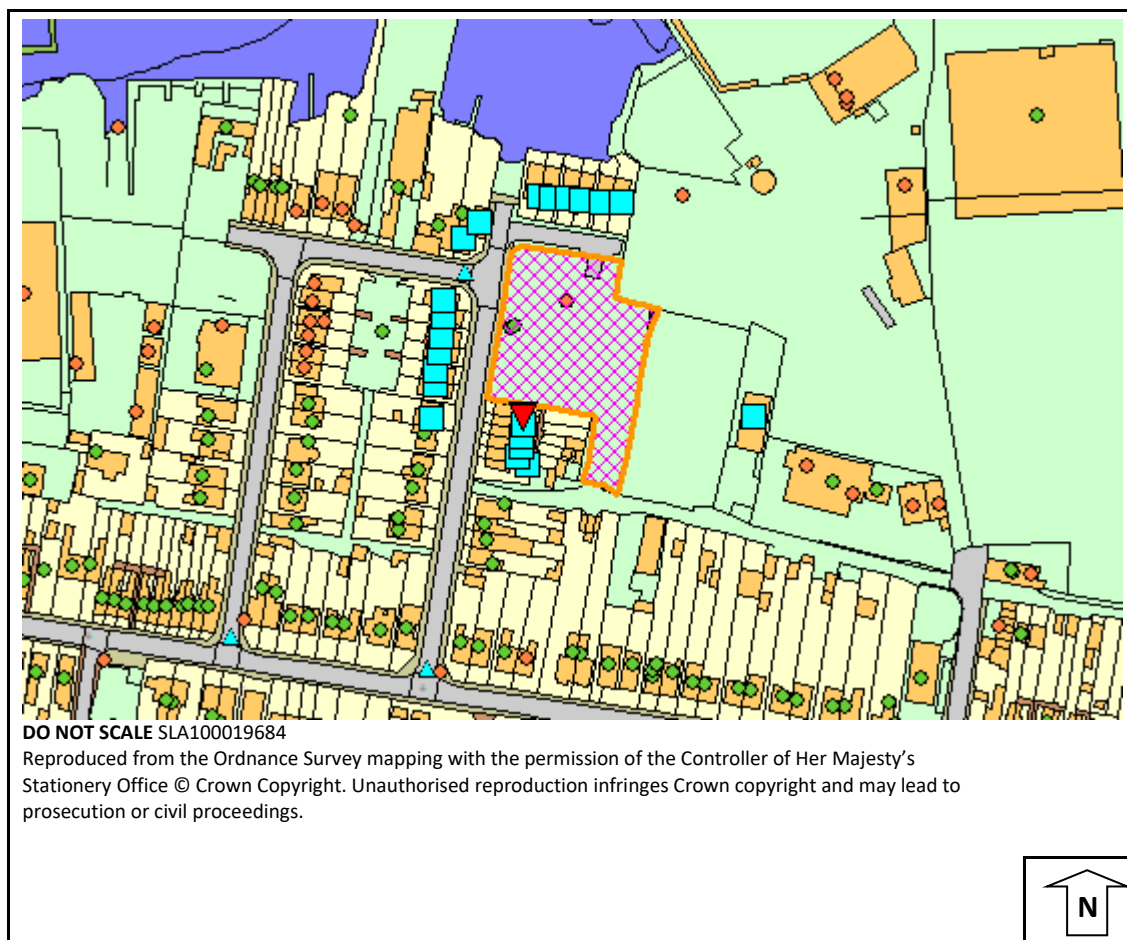 DO NOT SCALE SLA100019684
Reproduced from the Ordnance Survey mapping with the permission of the Controller of Her Majesty's
Stationery Office © Crown Copyright. Unauthorised reproduction infringes Crown copyright and may lead to
prosecution or civil proceedings.
N